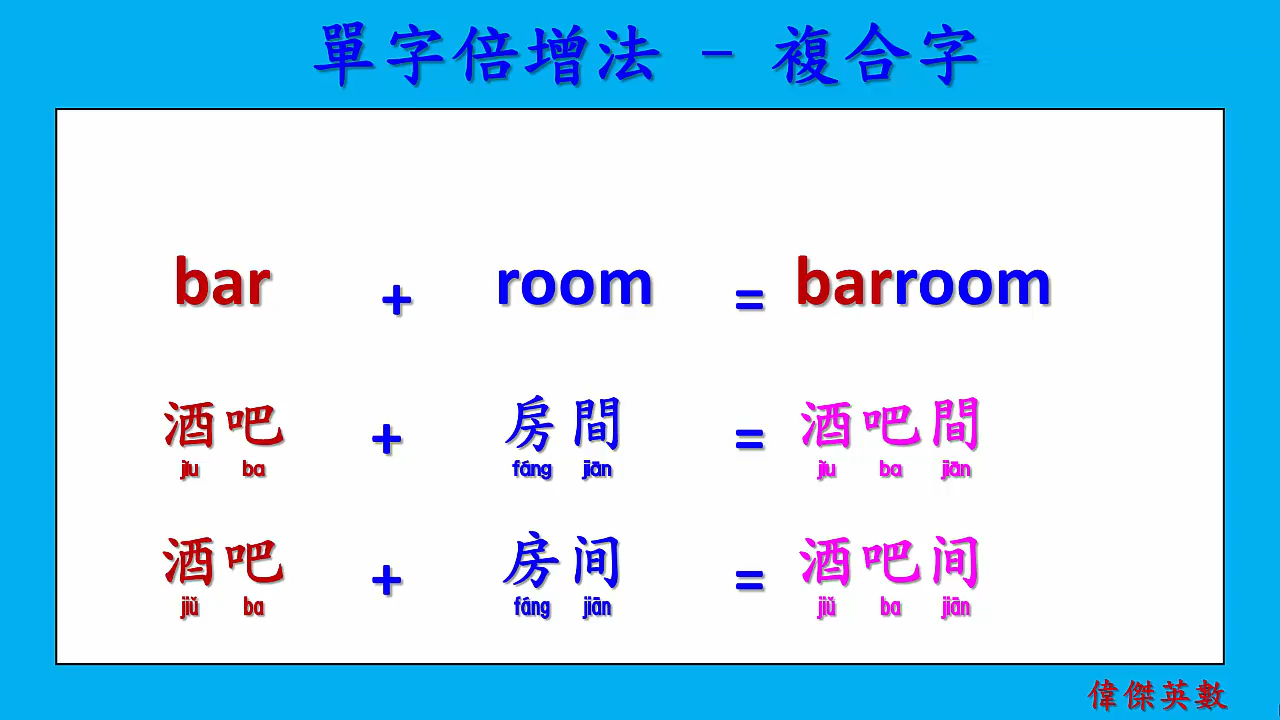 單字倍增法 - 複合字
bar + room = barroom
酒吧 + 房間 = 酒吧間
jǐu ba fáng jiān jǐu ba jiān
酒吧 + 房间 = 酒吧间
jiǔ ba fáng jiān jiǔ ba jiān
偉傑英數